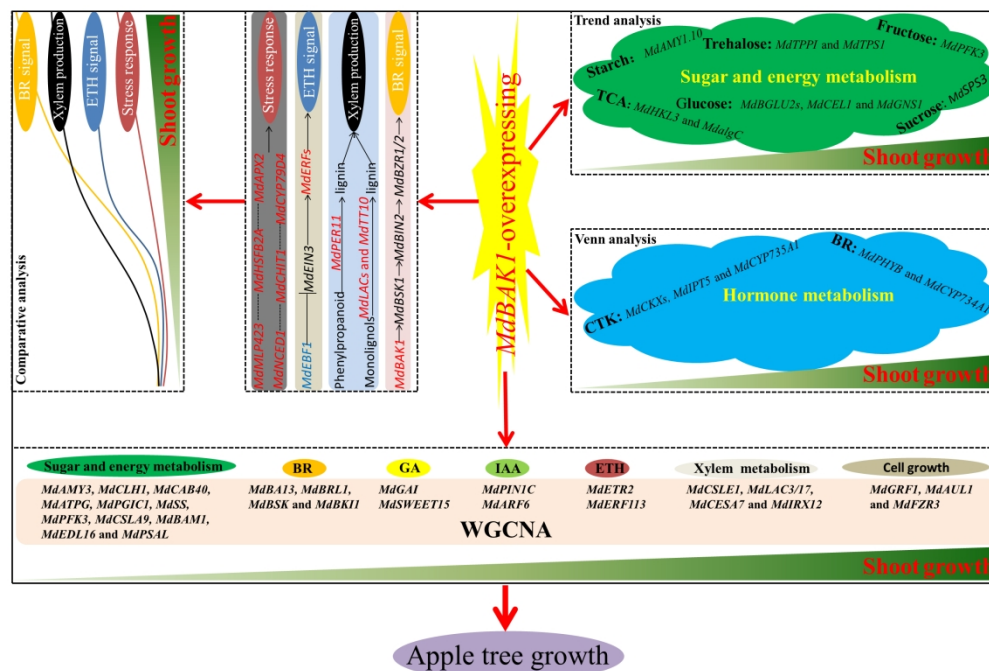 Comparative analysis
BR signal
Xylem production
ETH signal
Stress response
Shoot growth
Stress response
ETH signal
Xylem production
BR signal
MdMLP423 MdHSFB2A MdAPX2
MdNCED1 MdCHIT1 MdCYP79D4
MdEBF1 MdEIN3 MdERFs
Phenylpropanoid MdPER11 lignin
Monolignols MdLACs and MdTT10 lignin
MdBAK1 MdBSK1 MdBIN2 MdBZR1/2
MdBAK1-overexpressing
Trend analysis
Starch: MdAMY1.10
Trehalose: MdTPPI and MdTPS1
Fructose: MdPFK3
Sugar and energy metabolism
TCA: MdHKL3 and MdalgC
Glucose: MdBGLU2s, MdCEL1 and MdGNS1
Sucrose: MdSPS3
Shoot growth
Venn analysis
CTK: MdCKXs, MdIPT5 and MdCYP735A1
BR: MdPHYB and MdCYP734A1
Hormone metabolism
Shoot growth
Sugar and energy metabolism
MdAMY3, MdCLH1, MdCAB40,
MdATPG, MdPGIC1, MdSS,
MdPFK3, MdCSLA9, MdBAM1,
MdEDL16 and MdPSAL
BR
MdBA13, MdBRL1,
MdBSK and MdBKI1
GA
MdGAI
MdSWEET15
IAA
MdPIN1C
MdARF6
ETH
MdETR2
MdERF113
Xylem metabolism
MdCSLE1, MdLAC3/17,
MdCESA7 and MdIRX12
Cell growth
MdGRF1, MdAUL1
and MdFZR3
WGCNA
Shoot growth
Apple tree growth